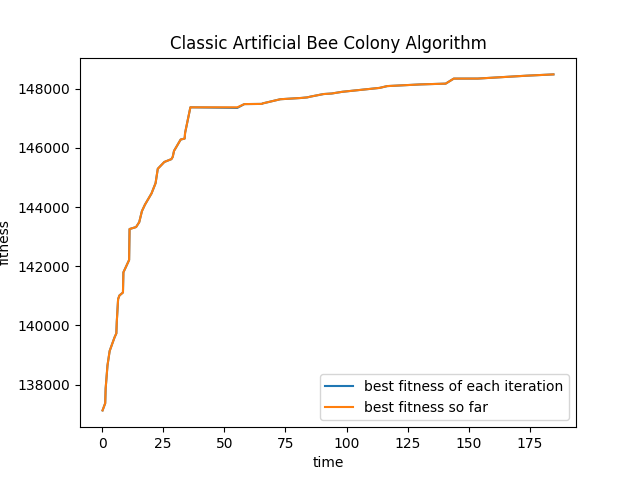 Classic Artificial Bee Colony Algorithm
148000
146000
144000
142000
140000
138000
fitness
best fitness of each iteration
best fitness so far
0 25 50 75 100 125 150 175
time